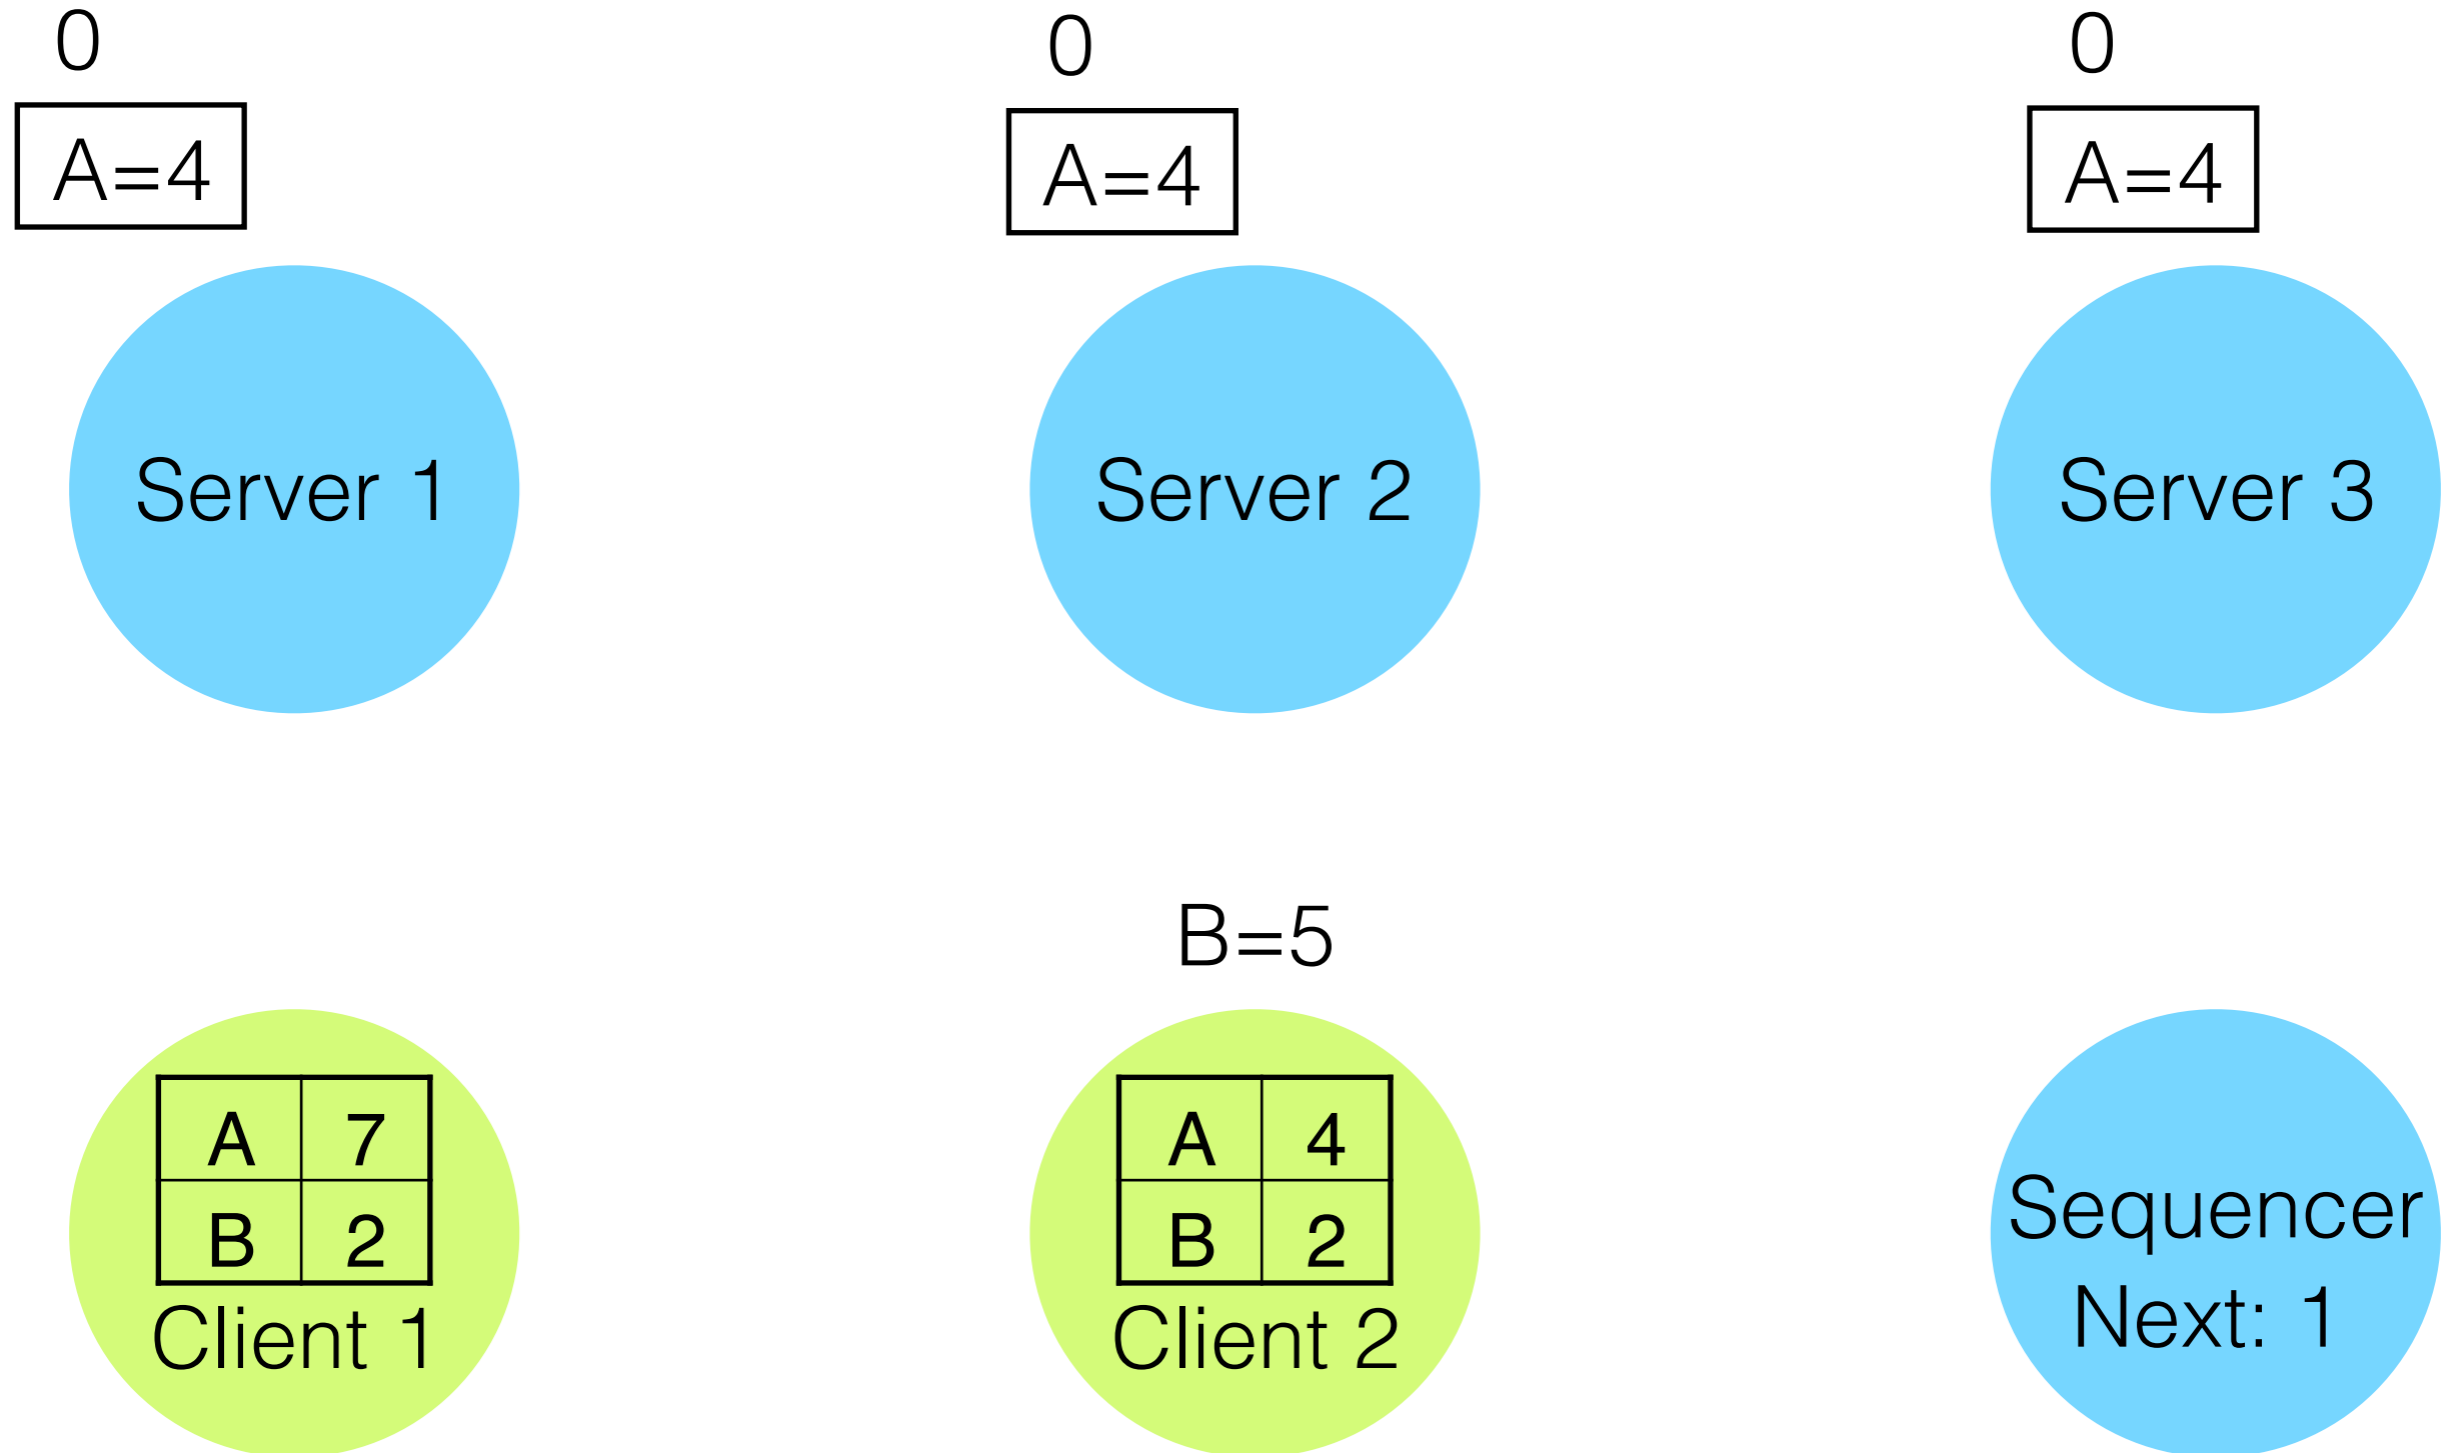 0
0
0
A=4
A=4
A=4
Server 1
Server 2
Server 3
B=5
A 7
B 2
Client 1
A 4
B 2
Client 2
Sequencer
Next: 1